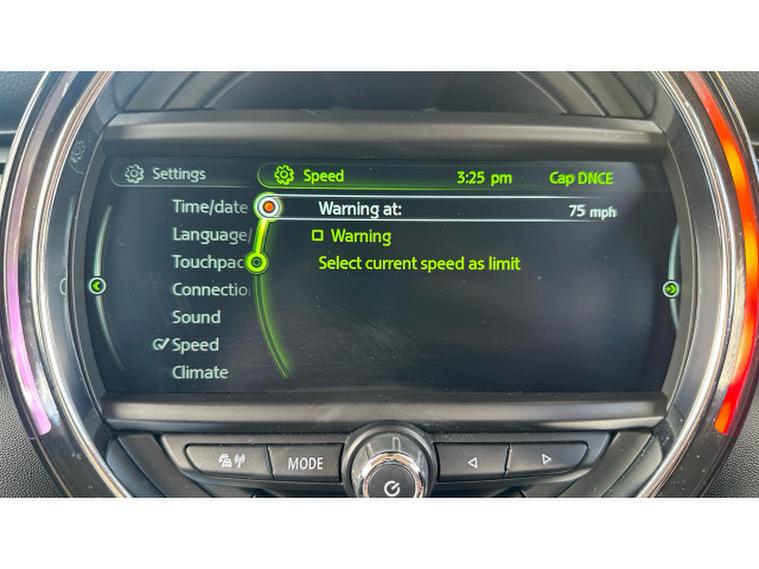 Settings
Speed 3:25 pm Cap DNCE
Time/date
Language/
Touchpac
Connectio
Sound
Speed
Climate
Warning at: 75 mph
Warning
Select current speed as limit
MODE